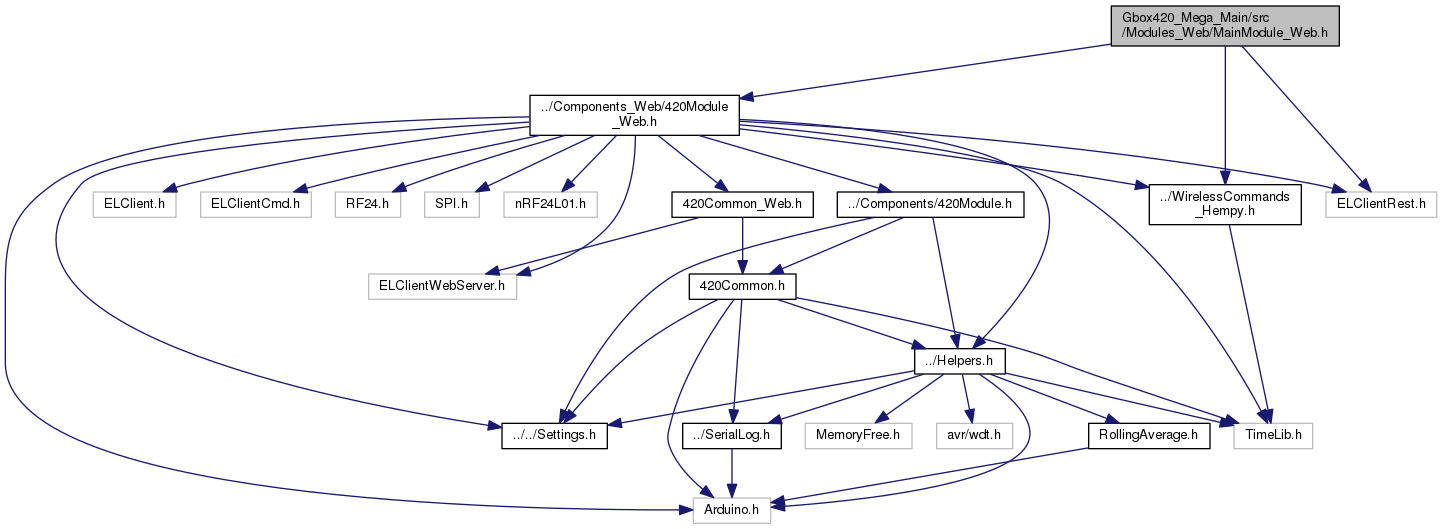 Gbox420_Mega_Main/src
/Modules_Web/MainModule_Web.h
../Components_Web/420Module
_Web.h
ELClient.h
ELClientCmd.h
RF24.h
SPI.h
nRF24L01.h
420Common_Web.h
../Components/420Module.h
../WirelessCommands
_Hempy.h
ELClientRest.h
ELClientWebServer.h
420Common.h
../Helpers.h
../../Settings.h
../SerialLog.h
MemoryFree.h
avr/wdt.h
RollingAverage.h
TimeLib.h
Arduino.h